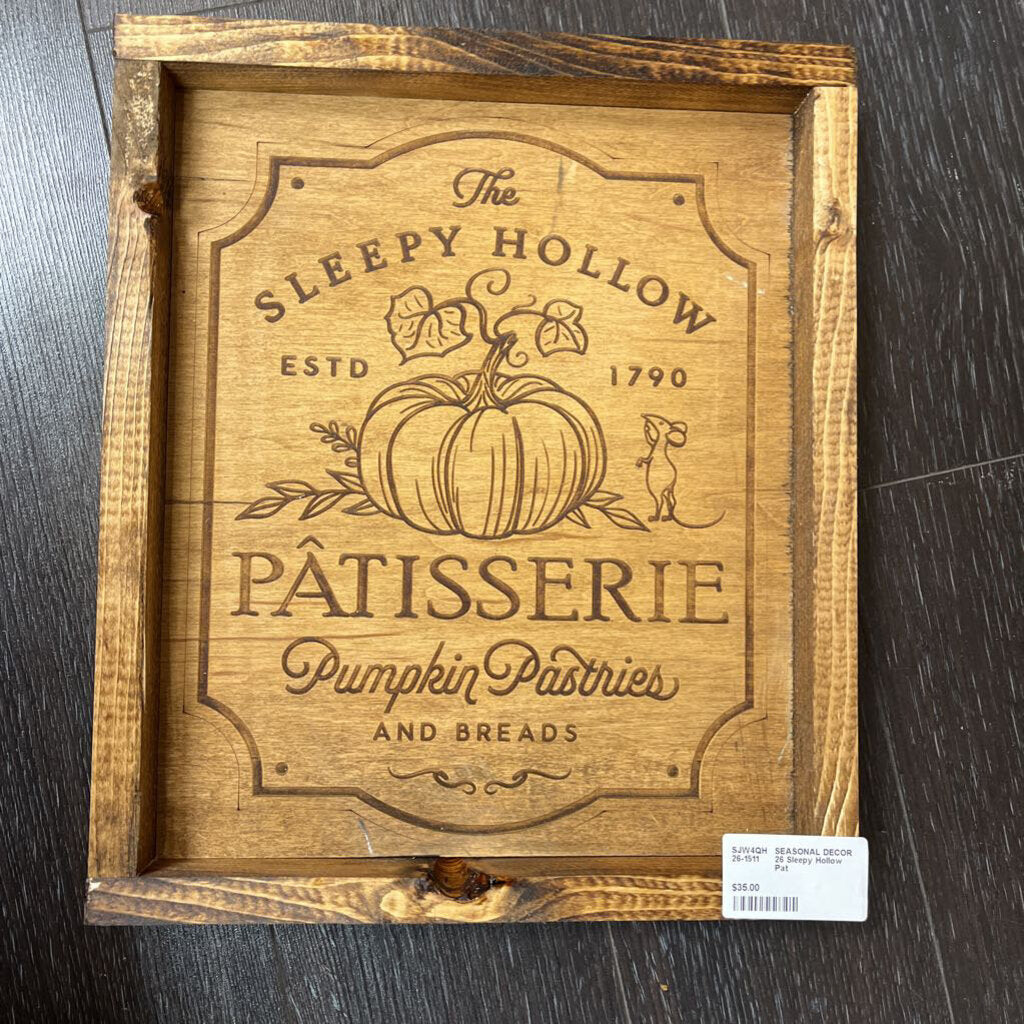 The
SLEEPY HOLLOW
ESTD 1790
PÂTISSERIE
Pumpkin Pastries
AND BREADS
SJW4QH SEASONAL DECOR
26-1511 26 Sleepy Hollow
Pat
$35.00